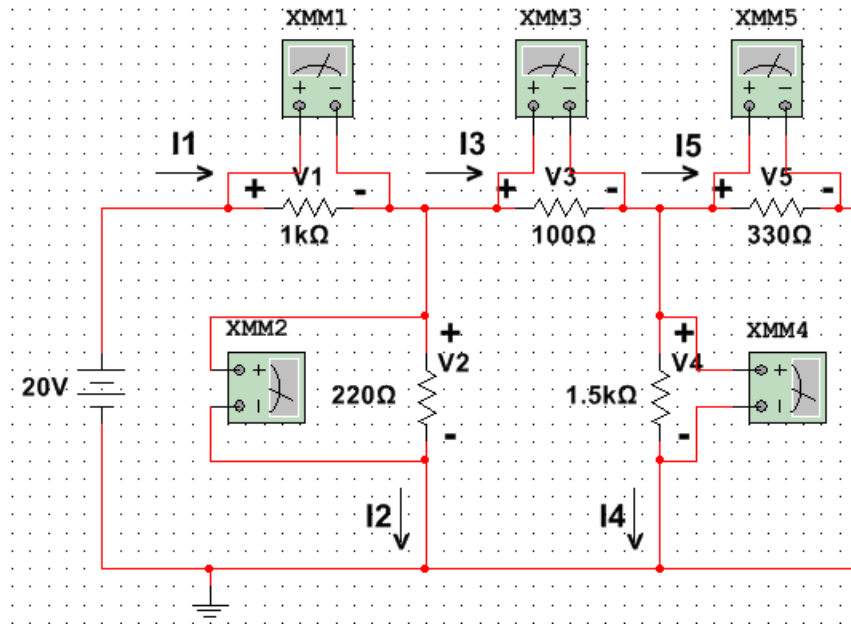 XMM1 XMM3 XMM5
+ - + - + -
I1 I3 I5
+ V1 - + V3 - + V5 -
1kΩ 100Ω 330Ω
XMM2 + + XMM4
V2 V4
+ +
20V 220Ω 1.5kΩ
- -
- -
I2 I4